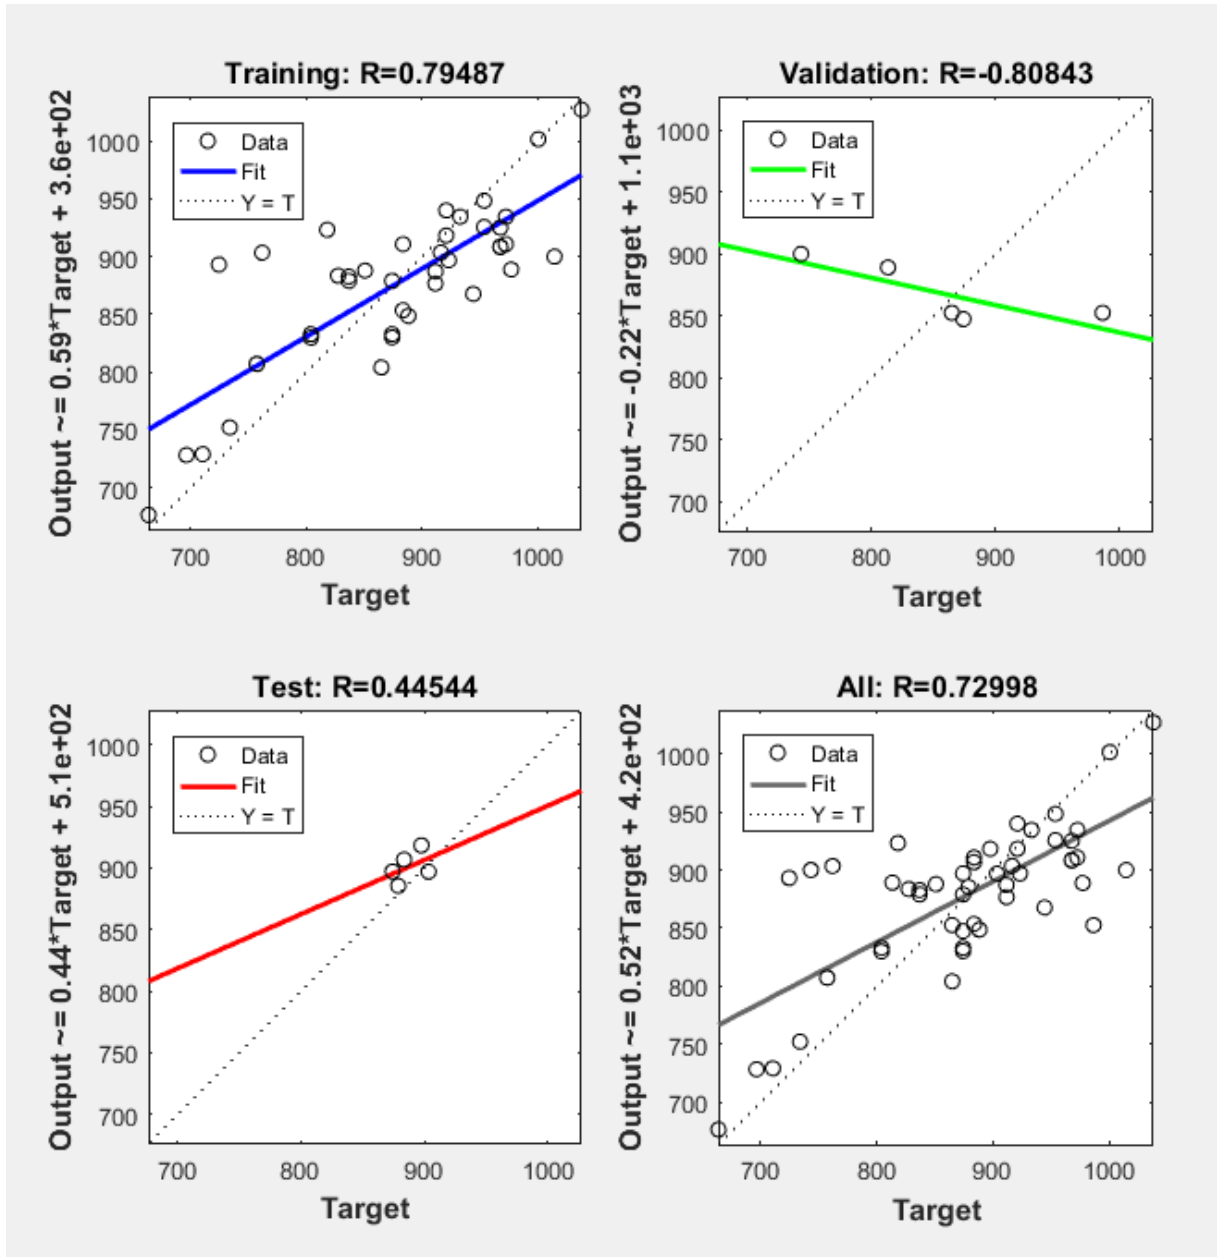 Training: R=0.79487
Output ~= 0.59*Target + 3.6e+02
1000
950
900
850
800
750
700
Data
Fit
Y = T
700 800 900 1000
Target
Validation: R=-0.80843
Output ~= -0.22*Target + 1.1e+03
1000
950
900
850
800
750
700
Data
Fit
Y = T
700 800 900 1000
Target
Test: R=0.44544
Output ~= 0.44*Target + 5.1e+02
1000
950
900
850
800
750
700
Data
Fit
Y = T
700 800 900 1000
Target
All: R=0.72998
Output ~= 0.52*Target + 4.2e+02
1000
950
900
850
800
750
700
Data
Fit
Y = T
700 800 900 1000
Target